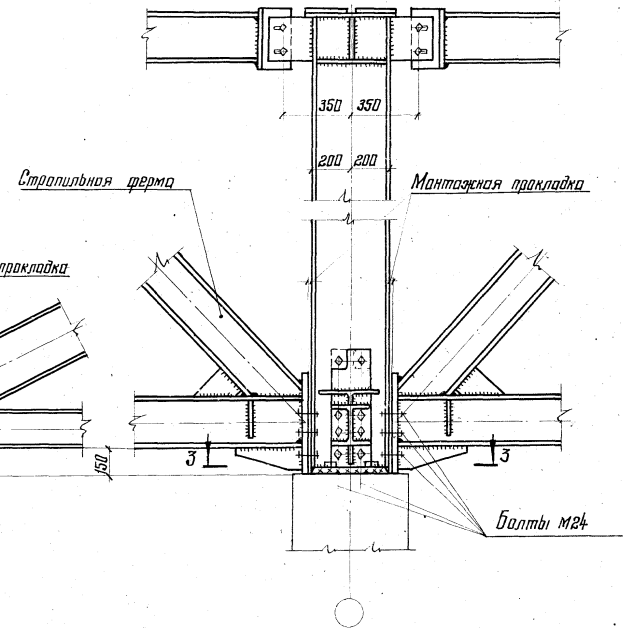 350 350
200 200
Стропильная ферма
Монтажная прокладка
прокладка
150
3 3
Болты М24